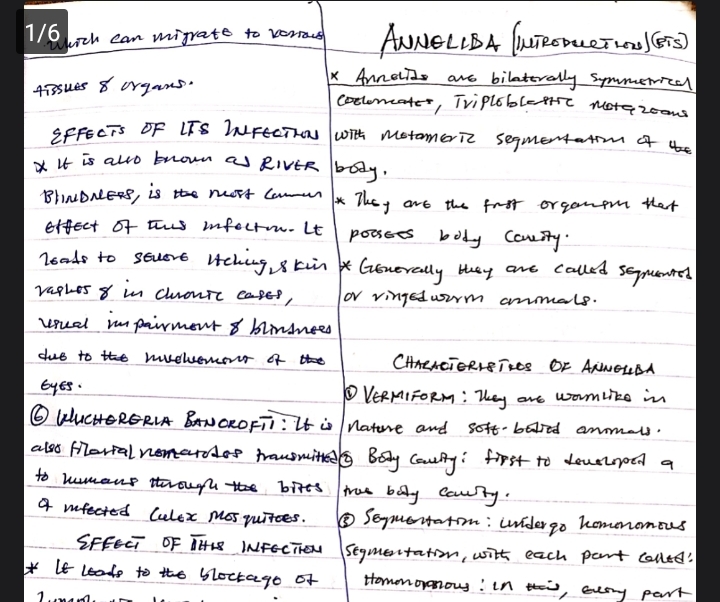 1/6
which can migrate to various
tissues & organs.
EFFECTS OF ITS INFECTION
* It is also known as RIVER
BLINDNESS, is the most common
effect of this infection. It
leads to severe itching, skin
rashes & in chronic cases,
visual impairment & blindness
due to the involvement of the
eyes.
⑥ WUCHERERIA BANCROFTI: It is
also filarial nematodes transmitted
to humans through the bites
of infected Culex mosquitoes.
EFFECT OF THIS INFECTION
* It leads to the blockage of
ANNELIDA (INTRODUCTION)
* Annelids are bilaterally symmetrical
coelomates, Triploblastic metazoans
with metameric segmentation of the
body.
* They are the first organism that
possess body cavity.
* Generally they are called segmented
or ringed worm animals.
CHARACTERISTICS OF ANNELIDA
① VERMIFORM: They are wormlike in
nature and soft-bodied animals.
② Body Cavity: first to developed a
true body cavity.
③ Segmentation: undergo homonomous
segmentation, with each part called:
Homonomous: in this, every part